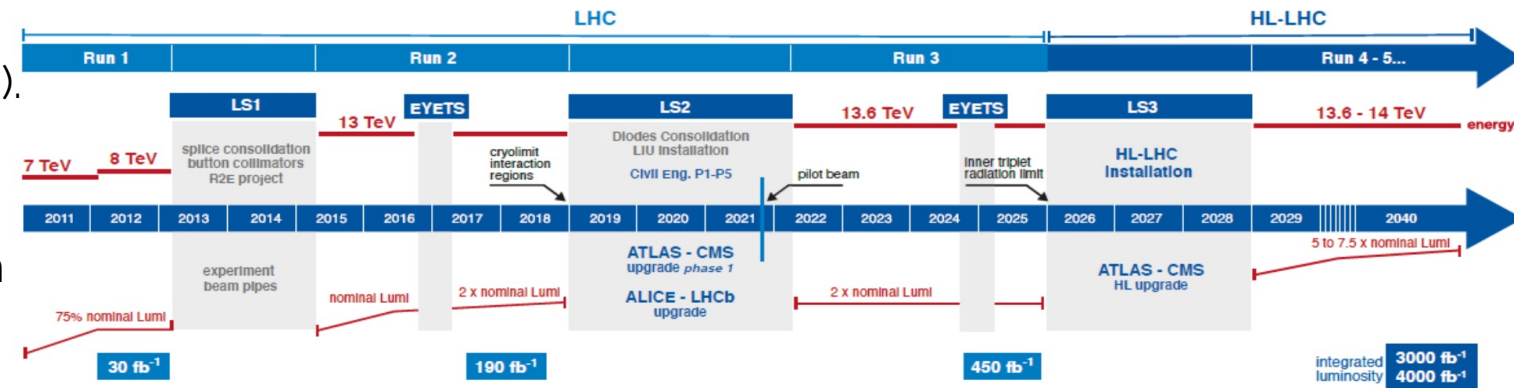 LHC
HL-LHC
Run 1
Run 2
Run 3
Run 4 - 5...
).
LS1
EYETS
LS2
EYETS
LS3
13 TeV
13.6 TeV
13.6 - 14 TeV
energy
7 TeV
8 TeV
splice consolidation
button collimators
R2E project
cryolimit
interaction
regions
Diodes Consolidation
LIU Installation
Civil Eng. P1-P5
pilot beam
inner triplet
radiation limit
HL-LHC
Installation
2011
2012
2013
2014
2015
2016
2017
2018
2019
2020
2021
2022
2023
2024
2025
2026
2027
2028
2029
2040
5 to 7.5 x nominal Lumi
experiment
beam pipes
ATLAS - CMS
upgrade phase 1
ALICE - LHCb
upgrade
ATLAS - CMS
HL upgrade
75% nominal Lumi
nominal Lumi
2 x nominal Lumi
2 x nominal Lumi
30 fb⁻¹
190 fb⁻¹
450 fb⁻¹
integrated
luminosity
3000 fb⁻¹
4000 fb⁻¹